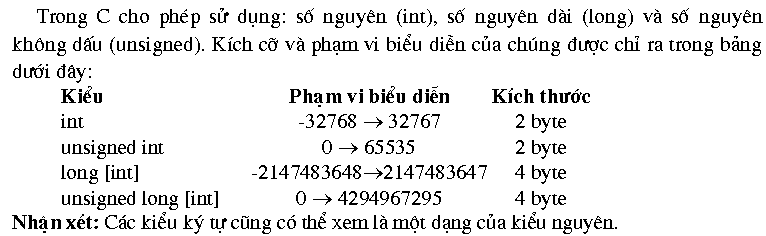 Trong C cho phép sử dụng: số nguyên (int), số nguyên dài (long) và số nguyên
không dấu (unsigned). Kích cỡ và phạm vi biểu diễn của chúng được chỉ ra trong bảng
dưới đây:
Kiểu Phạm vi biểu diễn Kích thước
int -32768 → 32767 2 byte
unsigned int 0 → 65535 2 byte
long [int] -2147483648→2147483647 4 byte
unsigned long [int] 0 → 4294967295 4 byte
Nhận xét: Các kiểu ký tự cũng có thể xem là một dạng của kiểu nguyên.